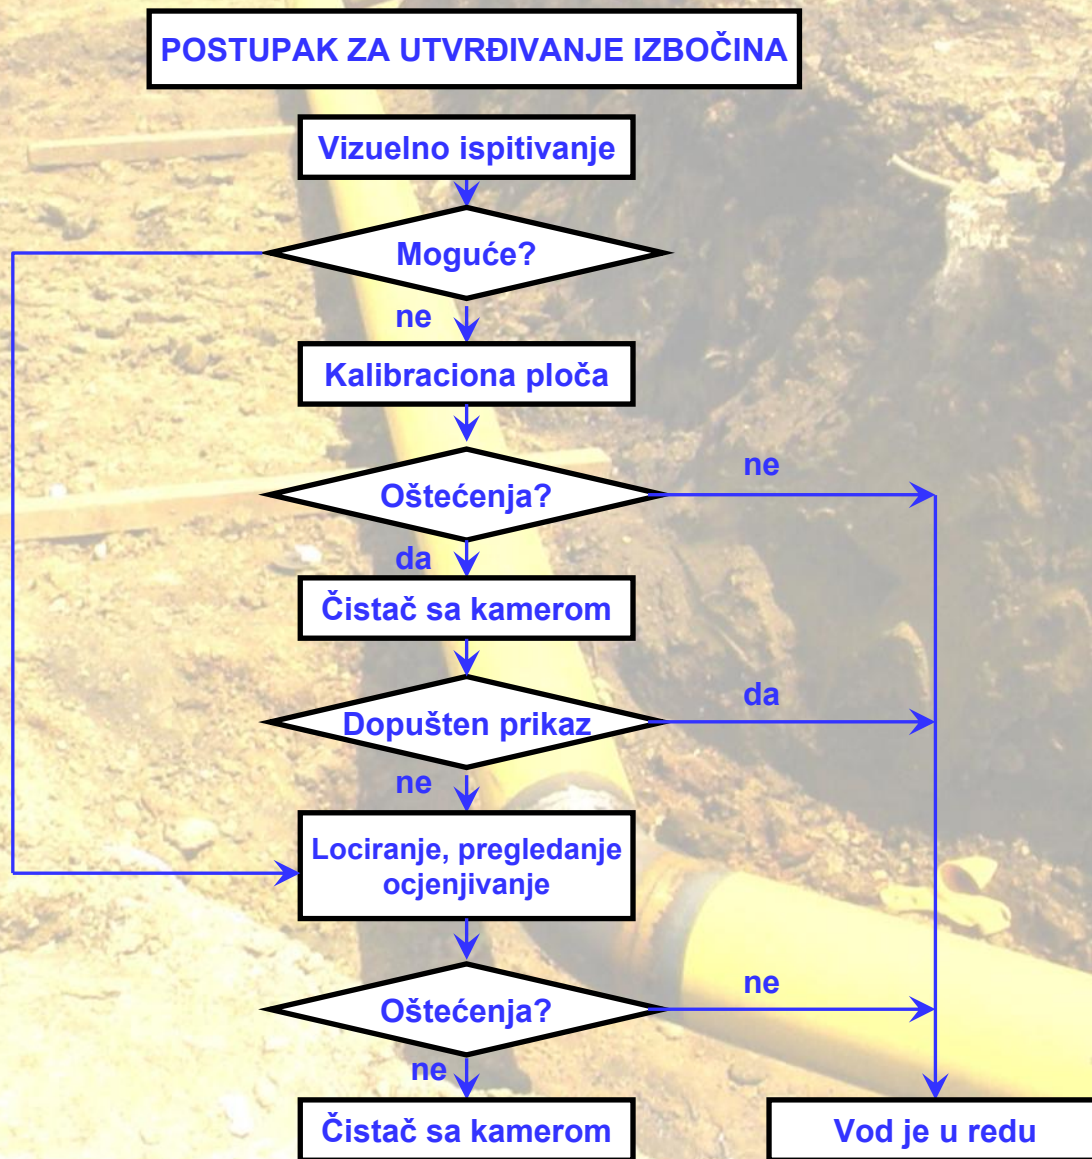 POSTUPAK ZA UTVRĐIVANJE IZBOČINA
Vizuelno ispitivanje
Moguće?
ne
Kalibraciona ploča
Oštećenja?
ne
da
Čistač sa kamerom
Dopušten prikaz
da
ne
Lociranje, pregledanje
ocjenjivanje
Oštećenja?
ne
ne
Čistač sa kamerom
Vod je u redu